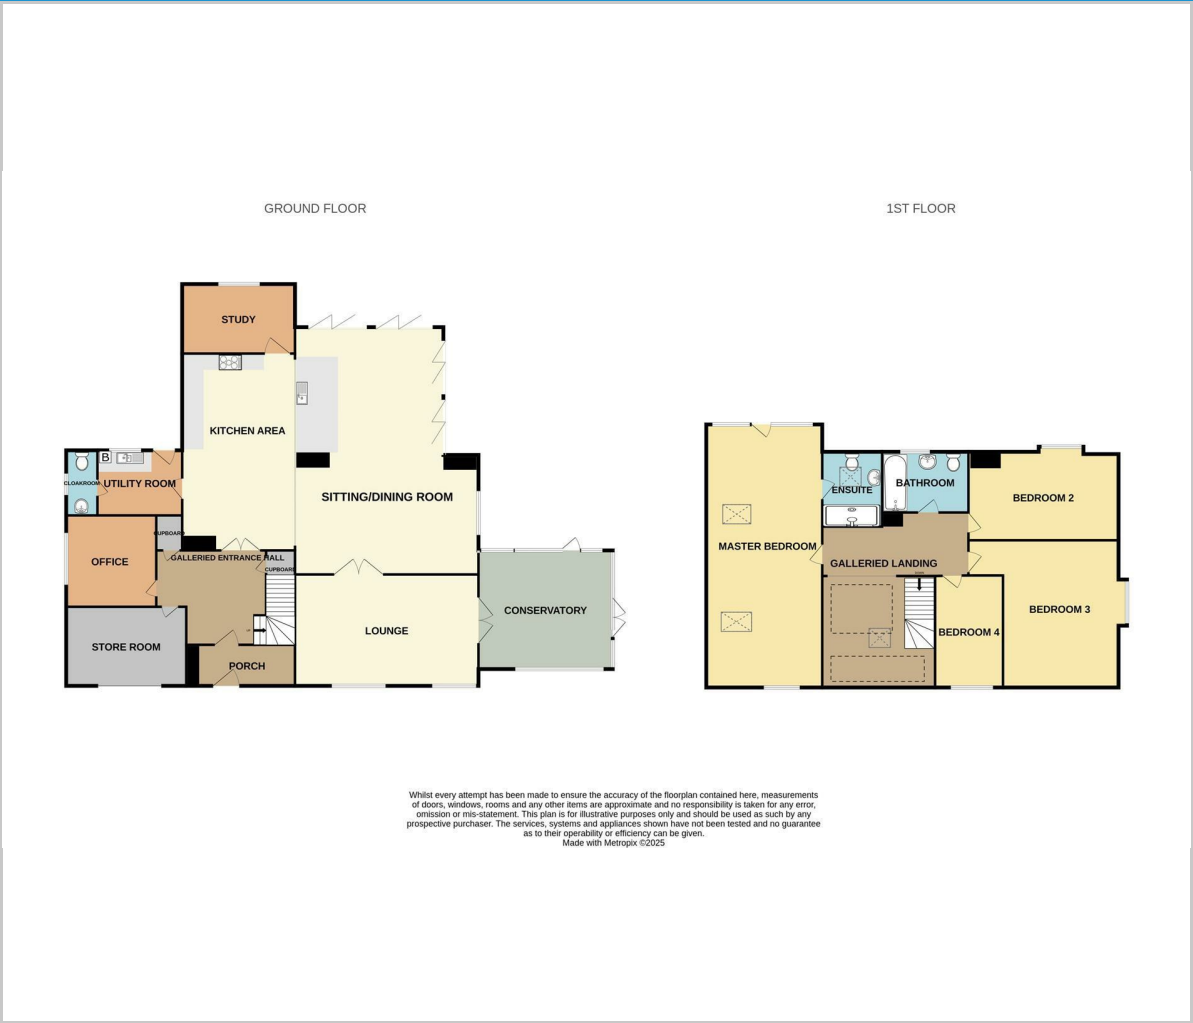 GROUND FLOOR
1ST FLOOR
STUDY
KITCHEN AREA
B
CLOAKROOM
UTILITY ROOM
SITTING/DINING ROOM
CUPBOARD
OFFICE
GALLERIED ENTRANCE HALL
CUPBOARD
CONSERVATORY
UP
LOUNGE
STORE ROOM
PORCH
ENSUITE
BATHROOM
BEDROOM 2
MASTER BEDROOM
GALLERIED LANDING
DOWN
BEDROOM 3
BEDROOM 4
Whilst every attempt has been made to ensure the accuracy of the floorplan contained here, measurements
of doors, windows, rooms and any other items are approximate and no responsibility is taken for any error,
omission or mis-statement. This plan is for illustrative purposes only and should be used as such by any
prospective purchaser. The services, systems and appliances shown have not been tested and no guarantee
as to their operability or efficiency can be given.
Made with Metropix ©2025